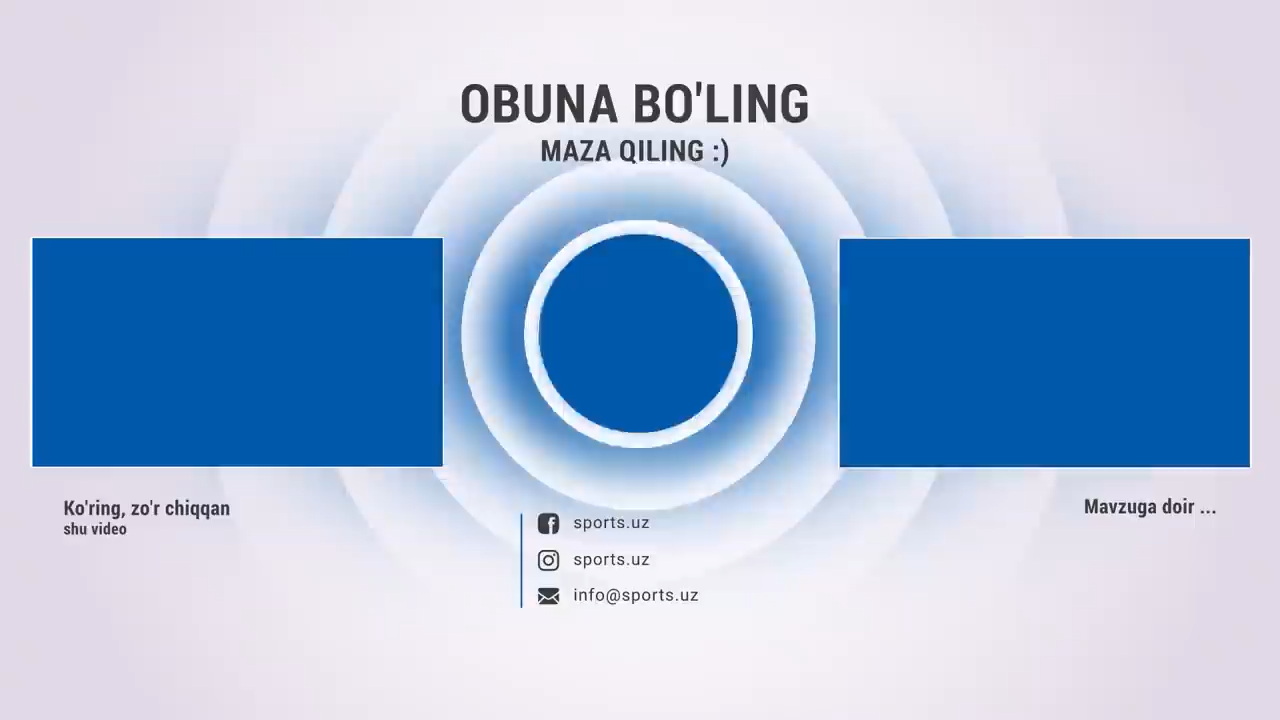 OBUNA BO'LING
MAZA QILING :)
Ko'ring, zo'r chiqqan
shu video
Mavzuga doir ...
sports.uz
sports.uz
info@sports.uz